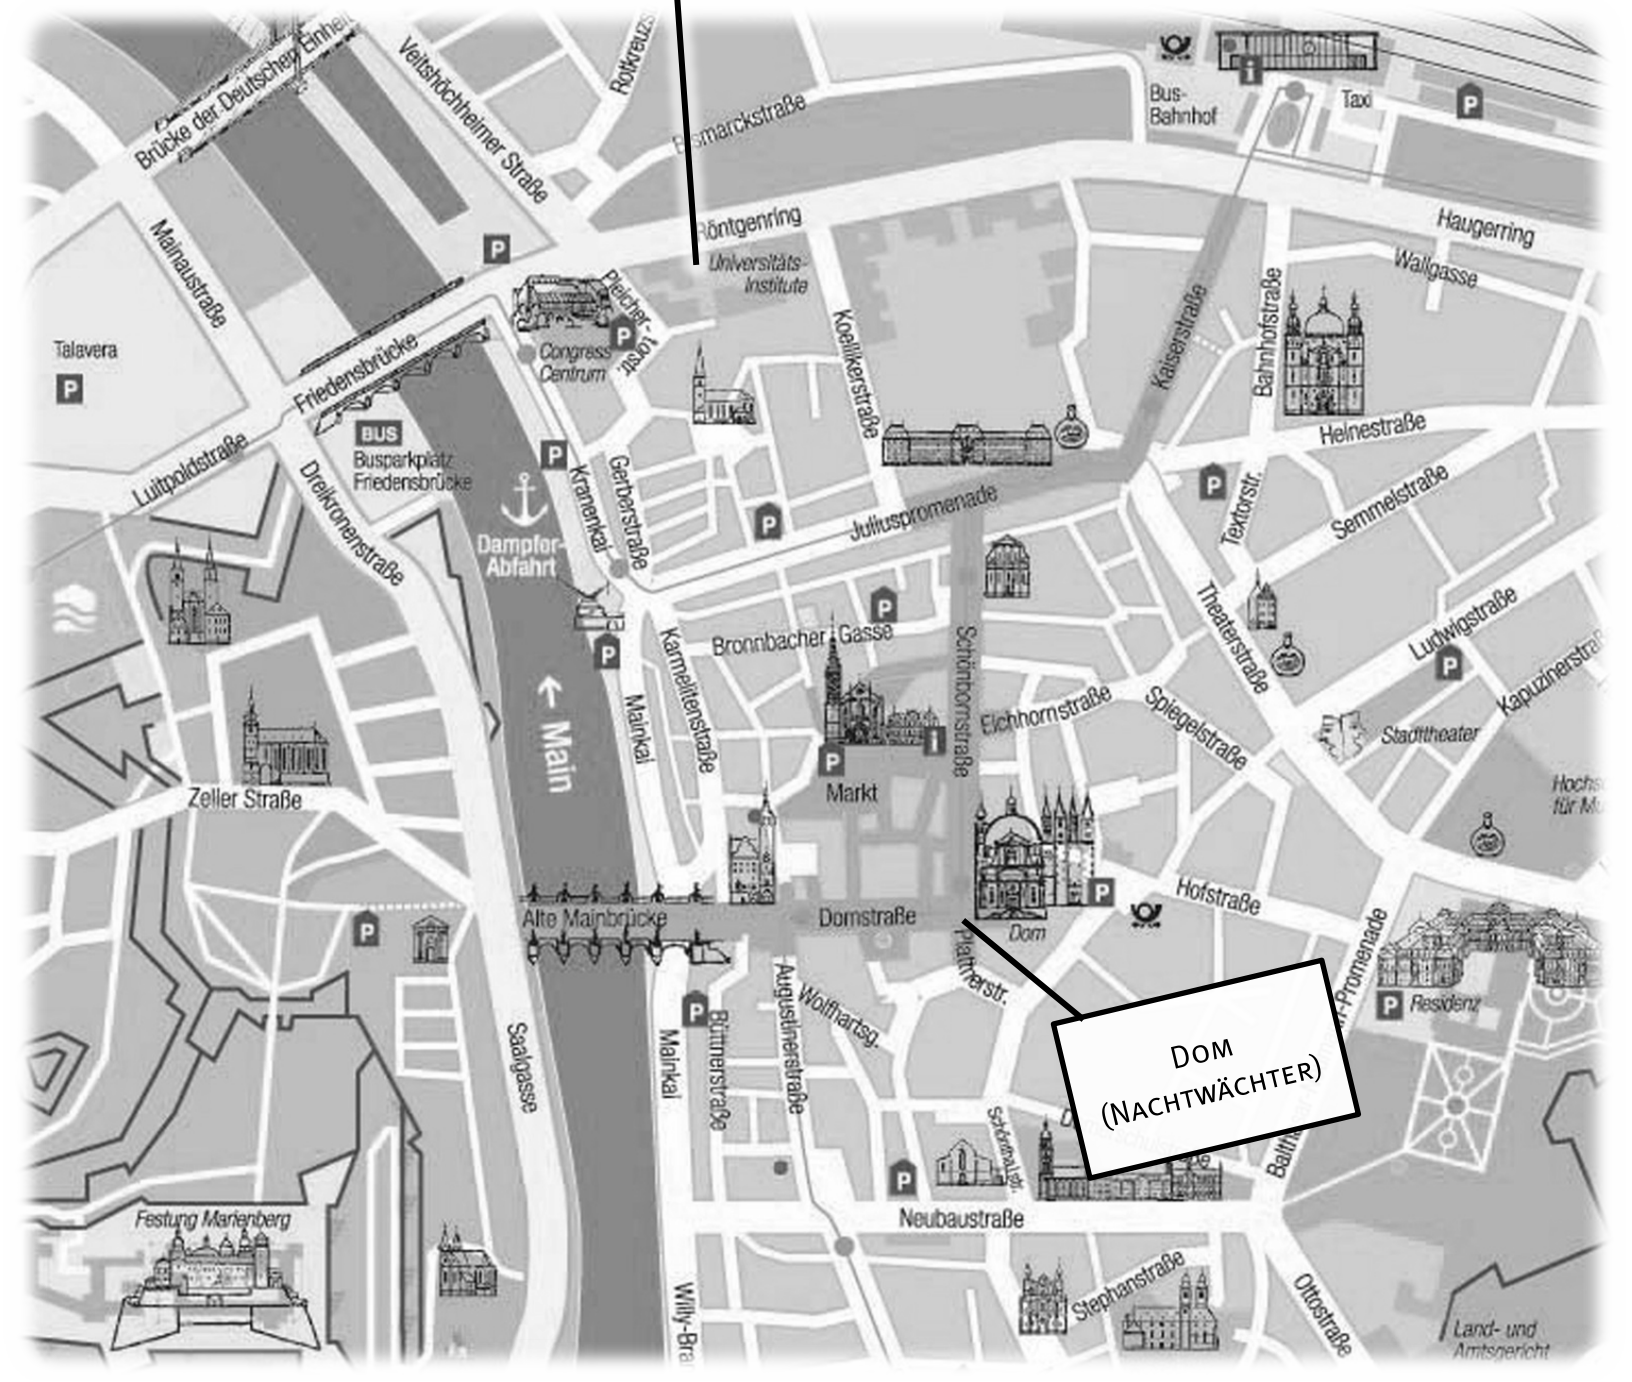 Brücke der Deutschen Einheit
Veitshöchheimer Straße
Bus-
Bahnhof
Taxi
P
Röntgenring
Haugerring
Wallgasse
Mainaustraße
P
Universitäts-
Institute
Pleicher-
torstr.
P
Congress
Centrum
Koellikerstraße
Kaiserstraße
Bahnhofstraße
Talavera
P
Friedensbrücke
BUS
Busparkplatz
Friedensbrücke
Luitpoldstraße
Dreikronenstraße
P
Kranenkai
Gerberstraße
P
Juliuspromenade
Heinestraße
P
Textorstr.
Semmelstraße
Dampfer-
Abfahrt
Theaterstraße
Ludwigstraße
P
P
Bronnbacher Gasse
P
Karmelitenstraße
Mainkai
Schönbornstraße
Eichhornstraße
Spiegelstraße
Stadttheater
← Main
i
P
Markt
Zeller Straße
P
Alte Mainbrücke
Domstraße
Dom
P
Hofstraße
Plattnerstr.
P
Residenz
Saalgasse
P
Mainkai
Büttnerstraße
Augustinerstraße
Wolfhartsg.
Dom
(Nachtwächter)
Schönthalstr.
P
Neubaustraße
Festung Marienberg
Stephanstraße
Ottostraße
Land- und
Amtsgericht